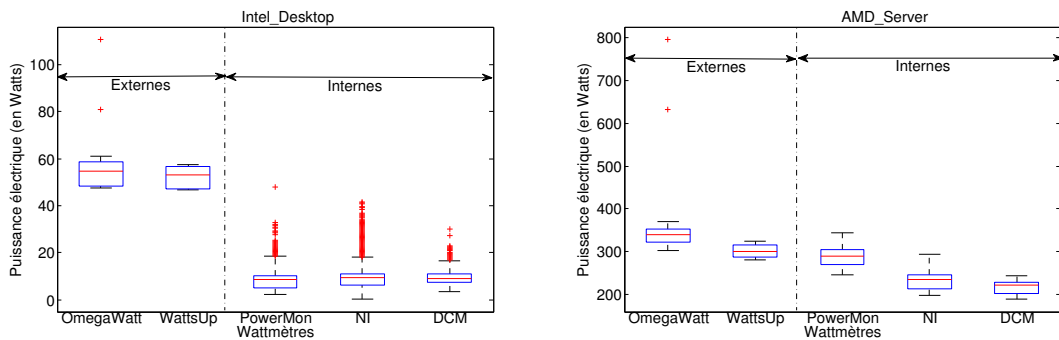 Intel_Desktop
Puissance électrique (en Watts)
100
80
60
40
20
0
Externes
Internes
OmegaWatt WattsUp PowerMon NI DCM
Wattmètres
AMD_Server
Puissance électrique (en Watts)
800
700
600
500
400
300
200
Externes
Internes
OmegaWatt WattsUp PowerMon NI DCM
Wattmètres